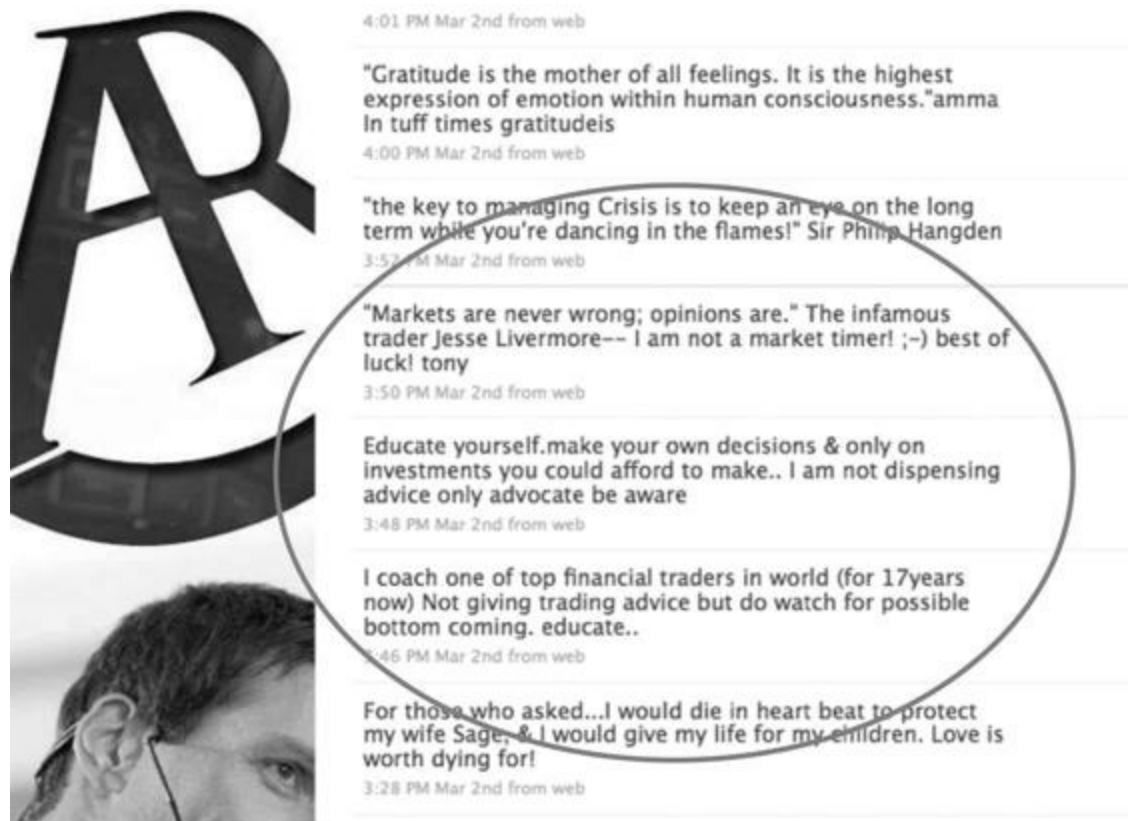 4:01 PM Mar 2nd from web
"Gratitude is the mother of all feelings. It is the highest
expression of emotion within human consciousness."amma
In tuff times gratitudeis
4:00 PM Mar 2nd from web
"the key to managing Crisis is to keep an eye on the long
term while you're dancing in the flames!" Sir Philip Hangden
3:52 PM Mar 2nd from web
"Markets are never wrong; opinions are." The infamous
trader Jesse Livermore-- I am not a market timer! ;-) best of
luck! tony
3:50 PM Mar 2nd from web
Educate yourself.make your own decisions & only on
investments you could afford to make.. I am not dispensing
advice only advocate be aware
3:48 PM Mar 2nd from web
I coach one of top financial traders in world (for 17years
now) Not giving trading advice but do watch for possible
bottom coming. educate..
3:46 PM Mar 2nd from web
For those who asked...I would die in heart beat to protect
my wife Sage, & I would give my life for my children. Love is
worth dying for!
3:28 PM Mar 2nd from web